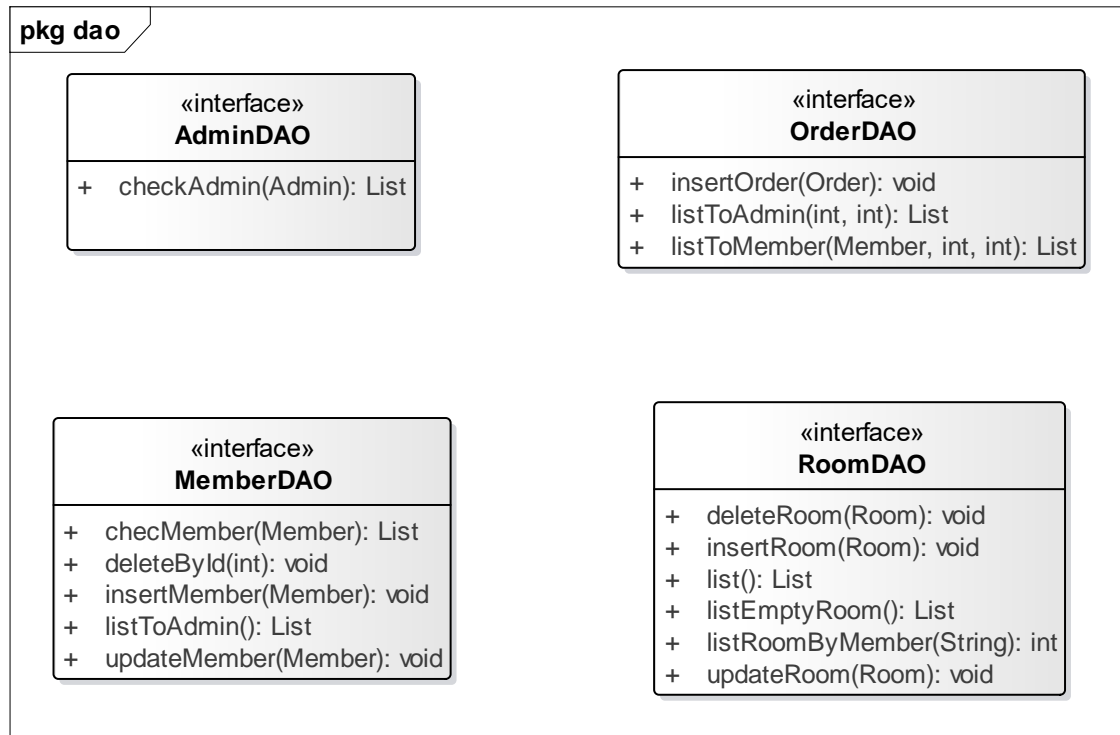 pkg dao
«interface»
AdminDAO
+ checkAdmin(Admin): List
«interface»
OrderDAO
+ insertOrder(Order): void
+ listToAdmin(int, int): List
+ listToMember(Member, int, int): List
«interface»
MemberDAO
+ checMember(Member): List
+ deleteById(int): void
+ insertMember(Member): void
+ listToAdmin(): List
+ updateMember(Member): void
«interface»
RoomDAO
+ deleteRoom(Room): void
+ insertRoom(Room): void
+ list(): List
+ listEmptyRoom(): List
+ listRoomByMember(String): int
+ updateRoom(Room): void